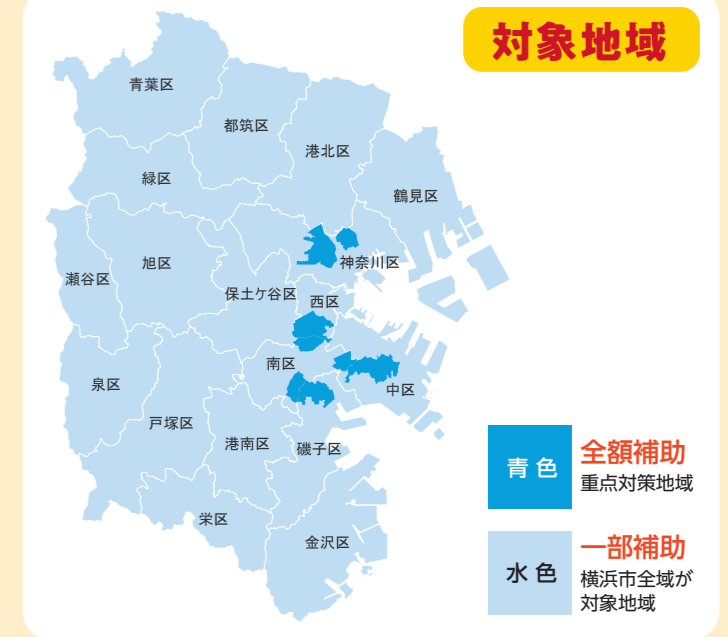 対象地域
青葉区
都筑区
港北区
緑区
鶴見区
旭区
神奈川区
瀬谷区
保土ケ谷区
西区
南区
泉区
中区
戸塚区
港南区
磯子区
栄区
金沢区
青色
全額補助
重点対策地域
水色
一部補助
横浜市全域が
対象地域